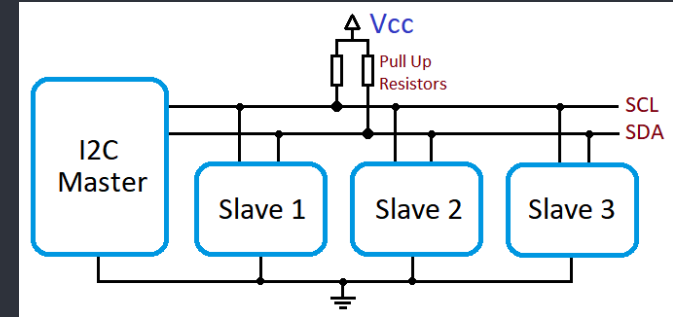 Vcc
Pull Up
Resistors
SCL
SDA
I2C
Master
Slave 1
Slave 2
Slave 3